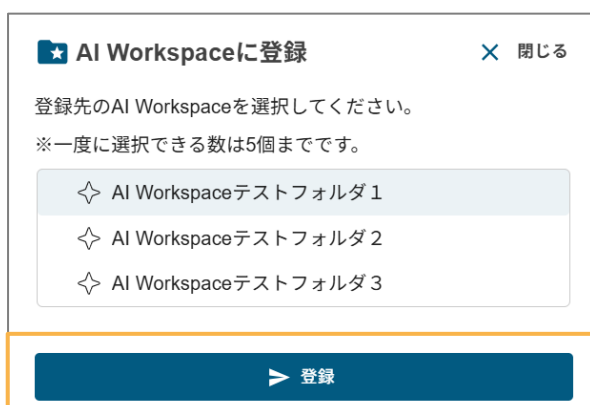 AI Workspaceに登録
閉じる
登録先のAI Workspaceを選択してください。
※一度に選択できる数は5個までです。
AI Workspaceテストフォルダ１
AI Workspaceテストフォルダ２
AI Workspaceテストフォルダ３
登録